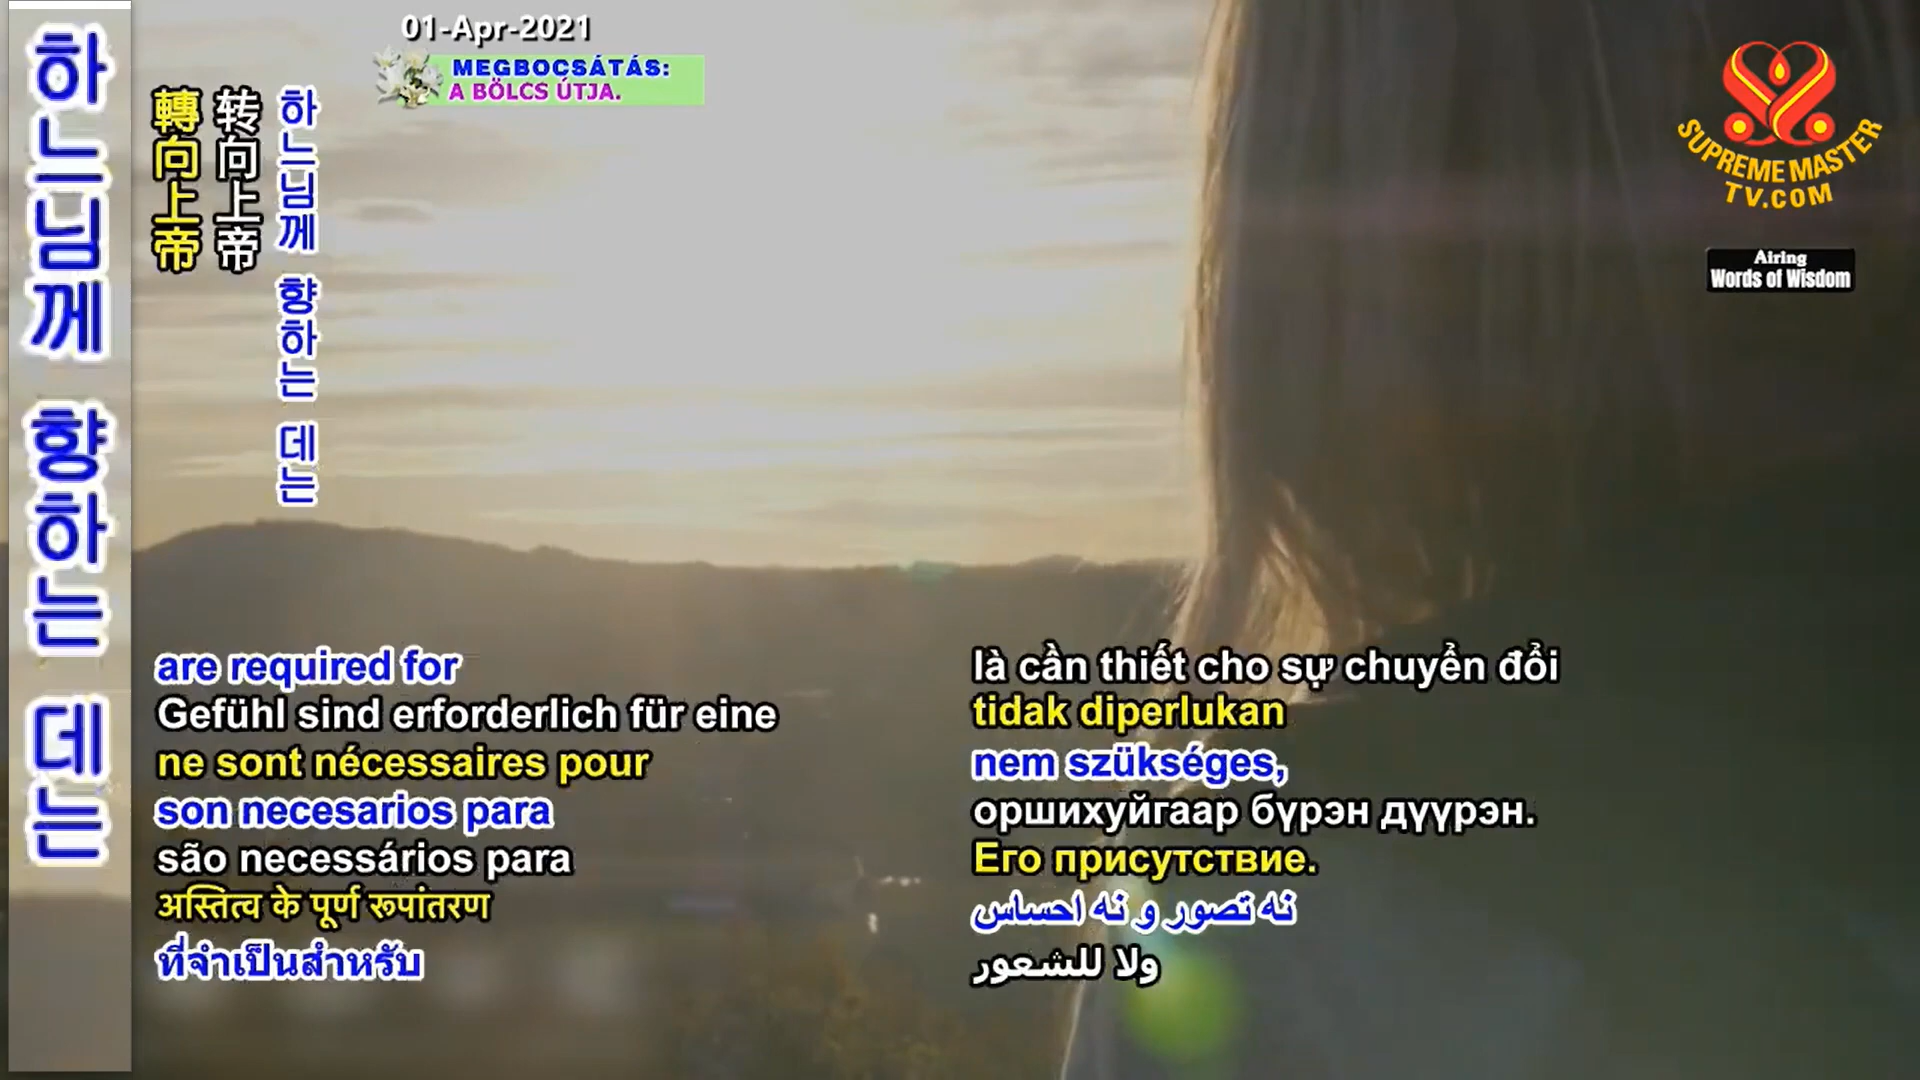 하느님께 향하는 데는
01-Apr-2021
MEGBOCSÁTÁS:
A BÖLCS ÚTJA.
轉向上帝
转向上帝
하느님께 향하는 데는
SUPREME MASTER
TV.COM
Airing
Words of Wisdom
are required for
Gefühl sind erforderlich für eine
ne sont nécessaires pour
son necesarios para
são necessários para
अस्तित्व के पूर्ण रूपांतरण
ที่จำเป็นสำหรับ
là cần thiết cho sự chuyển đổi
tidak diperlukan
nem szükséges,
оршихуйгаар бүрэн дүүрэн.
Его присутствие.
نه تصور و نه احساس
ولا للشعور